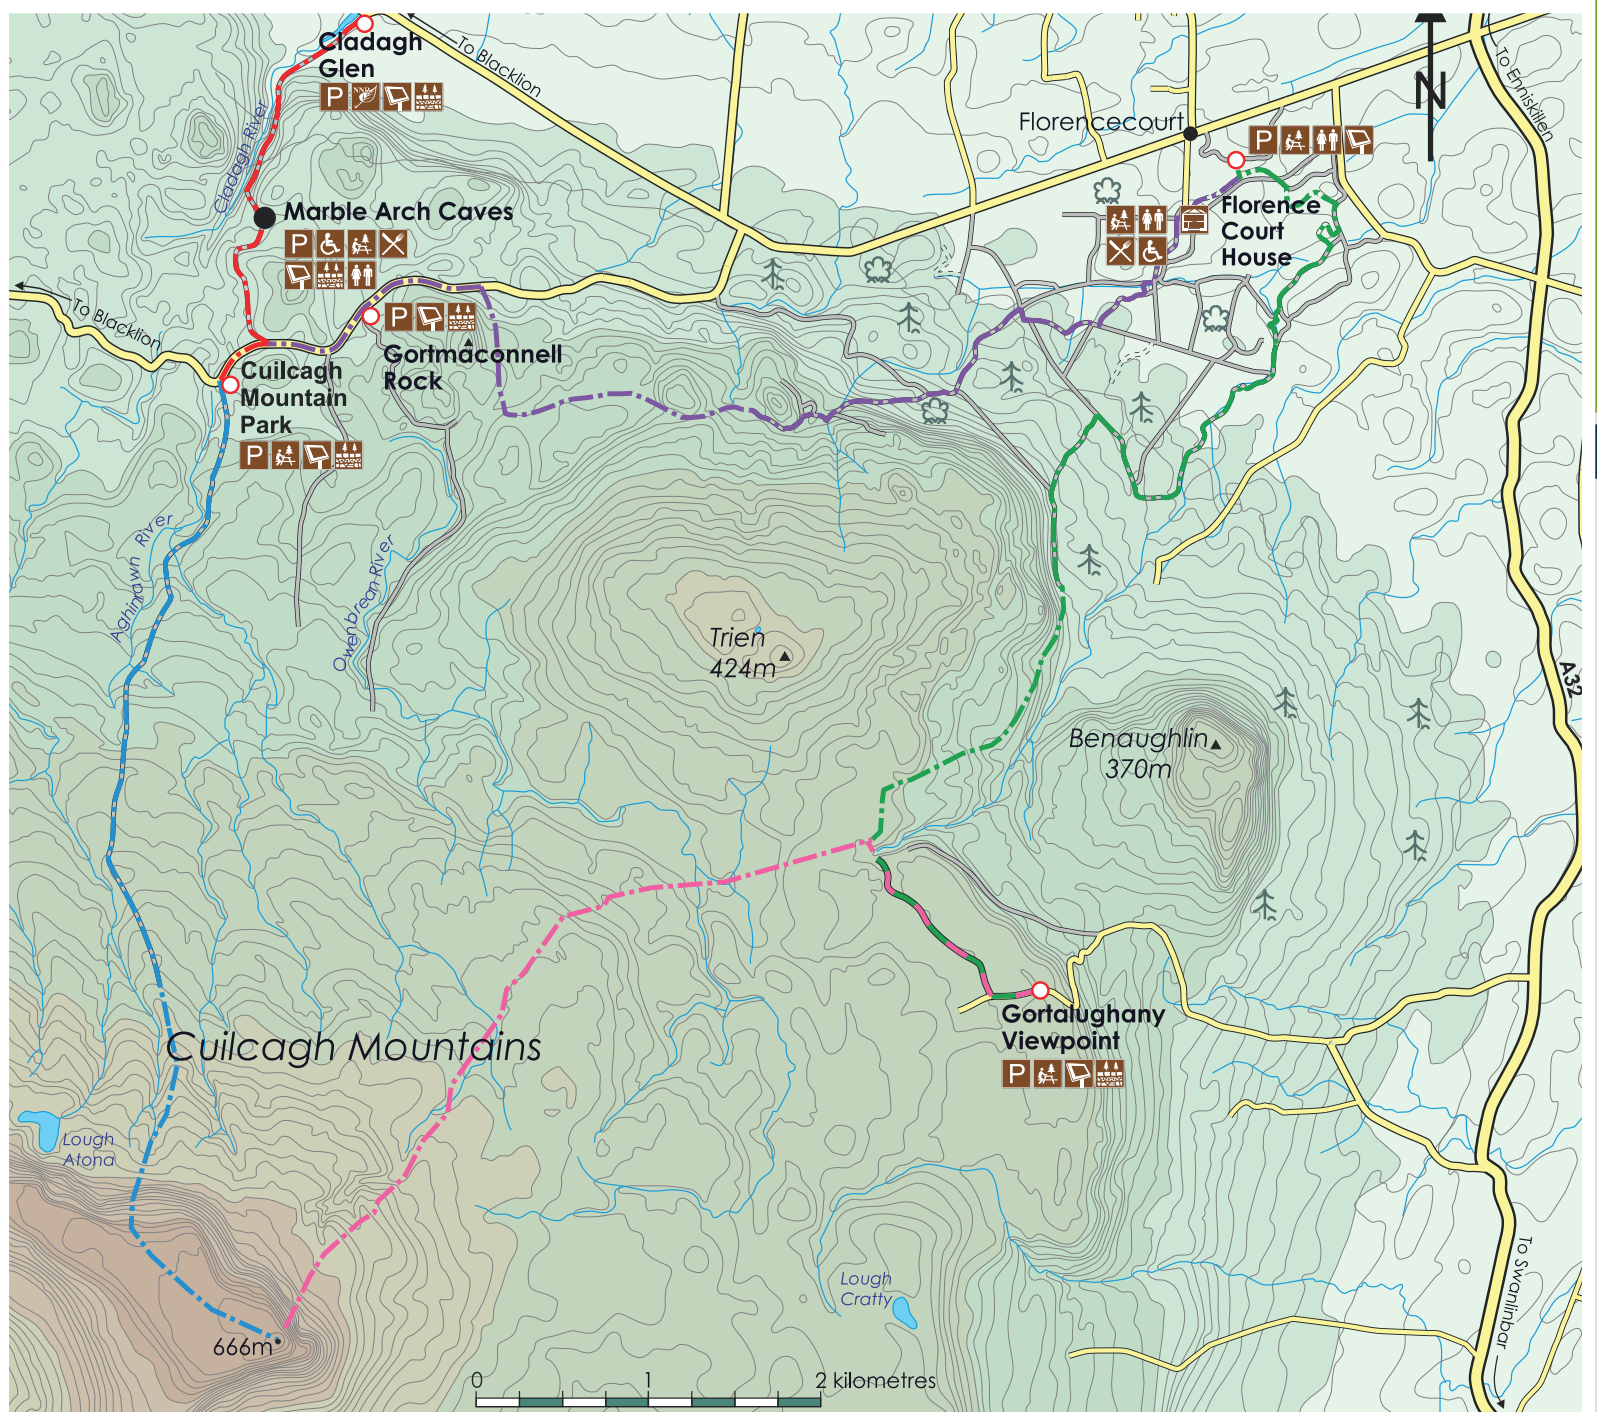 Cladagh
Glen
P
NNR
To Blacklion
To Enniskillen
N
Florencecourt
P
Cladagh River
Marble Arch Caves
P
Florence
Court
House
To Blacklion
P
Gortmaconnell
Rock
Cuilcagh
Mountain
Park
P
Aghinrawn River
Owenbrean River
Trien
424m
A32
Benaughlin
370m
Gortalughany
Viewpoint
P
Cuilcagh Mountains
Lough
Atona
To Swanlinbar
Lough
Cratty
666m
0 1 2 kilometres